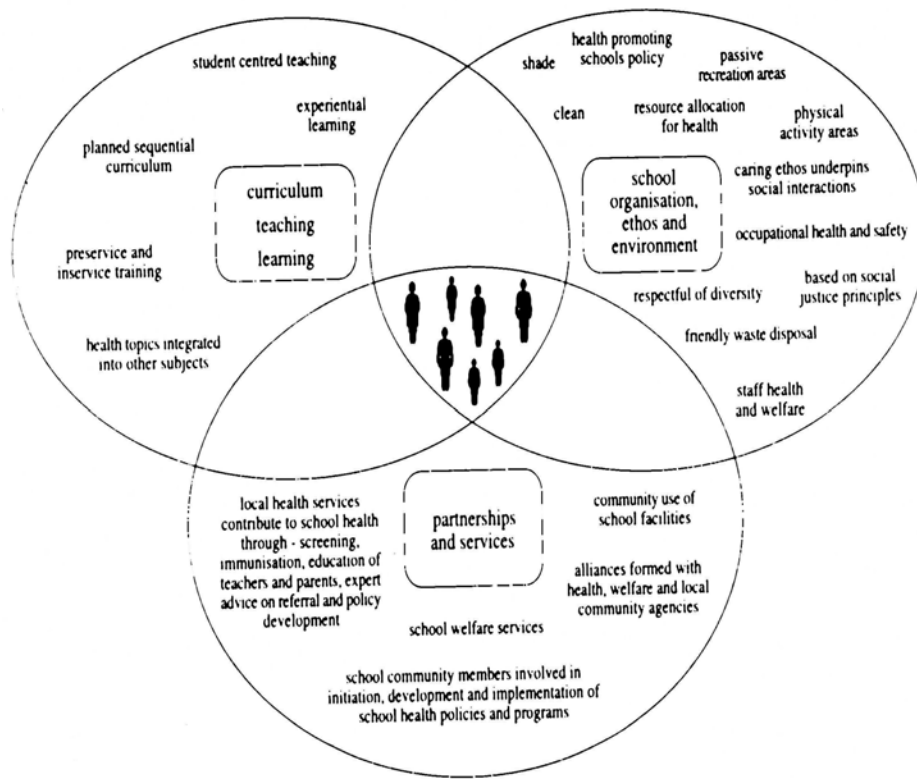 student centred teaching
experiential
learning
planned sequential
curriculum
curriculum
teaching
learning
preservice and
inservice training
health topics integrated
into other subjects
shade
health promoting
schools policy
passive
recreation areas
clean
resource allocation
for health
physical
activity areas
school
organisation,
ethos and
environment
caring ethos underpins
social interactions
occupational health and safety
respectful of diversity
based on social
justice principles
friendly waste disposal
staff health
and welfare
local health services
contribute to school health
through - screening,
immunisation, education of
teachers and parents, expert
advice on referral and policy
development
partnerships
and services
community use of
school facilities
alliances formed with
health, welfare and local
community agencies
school welfare services
school community members involved in
initiation, development and implementation of
school health policies and programs